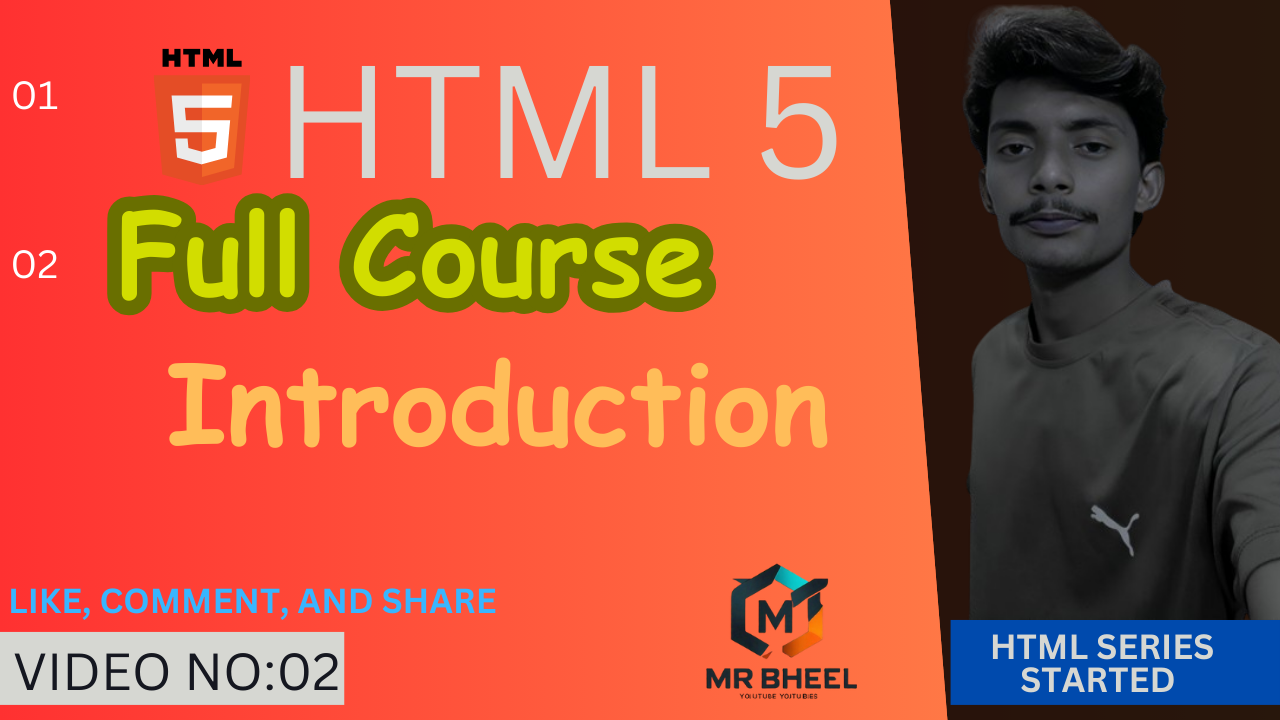 HTML
5
01
HTML 5
02
Full Course
Introduction
LIKE, COMMENT, AND SHARE
VIDEO NO:02
M
MR BHEEL
HTML SERIES
STARTED